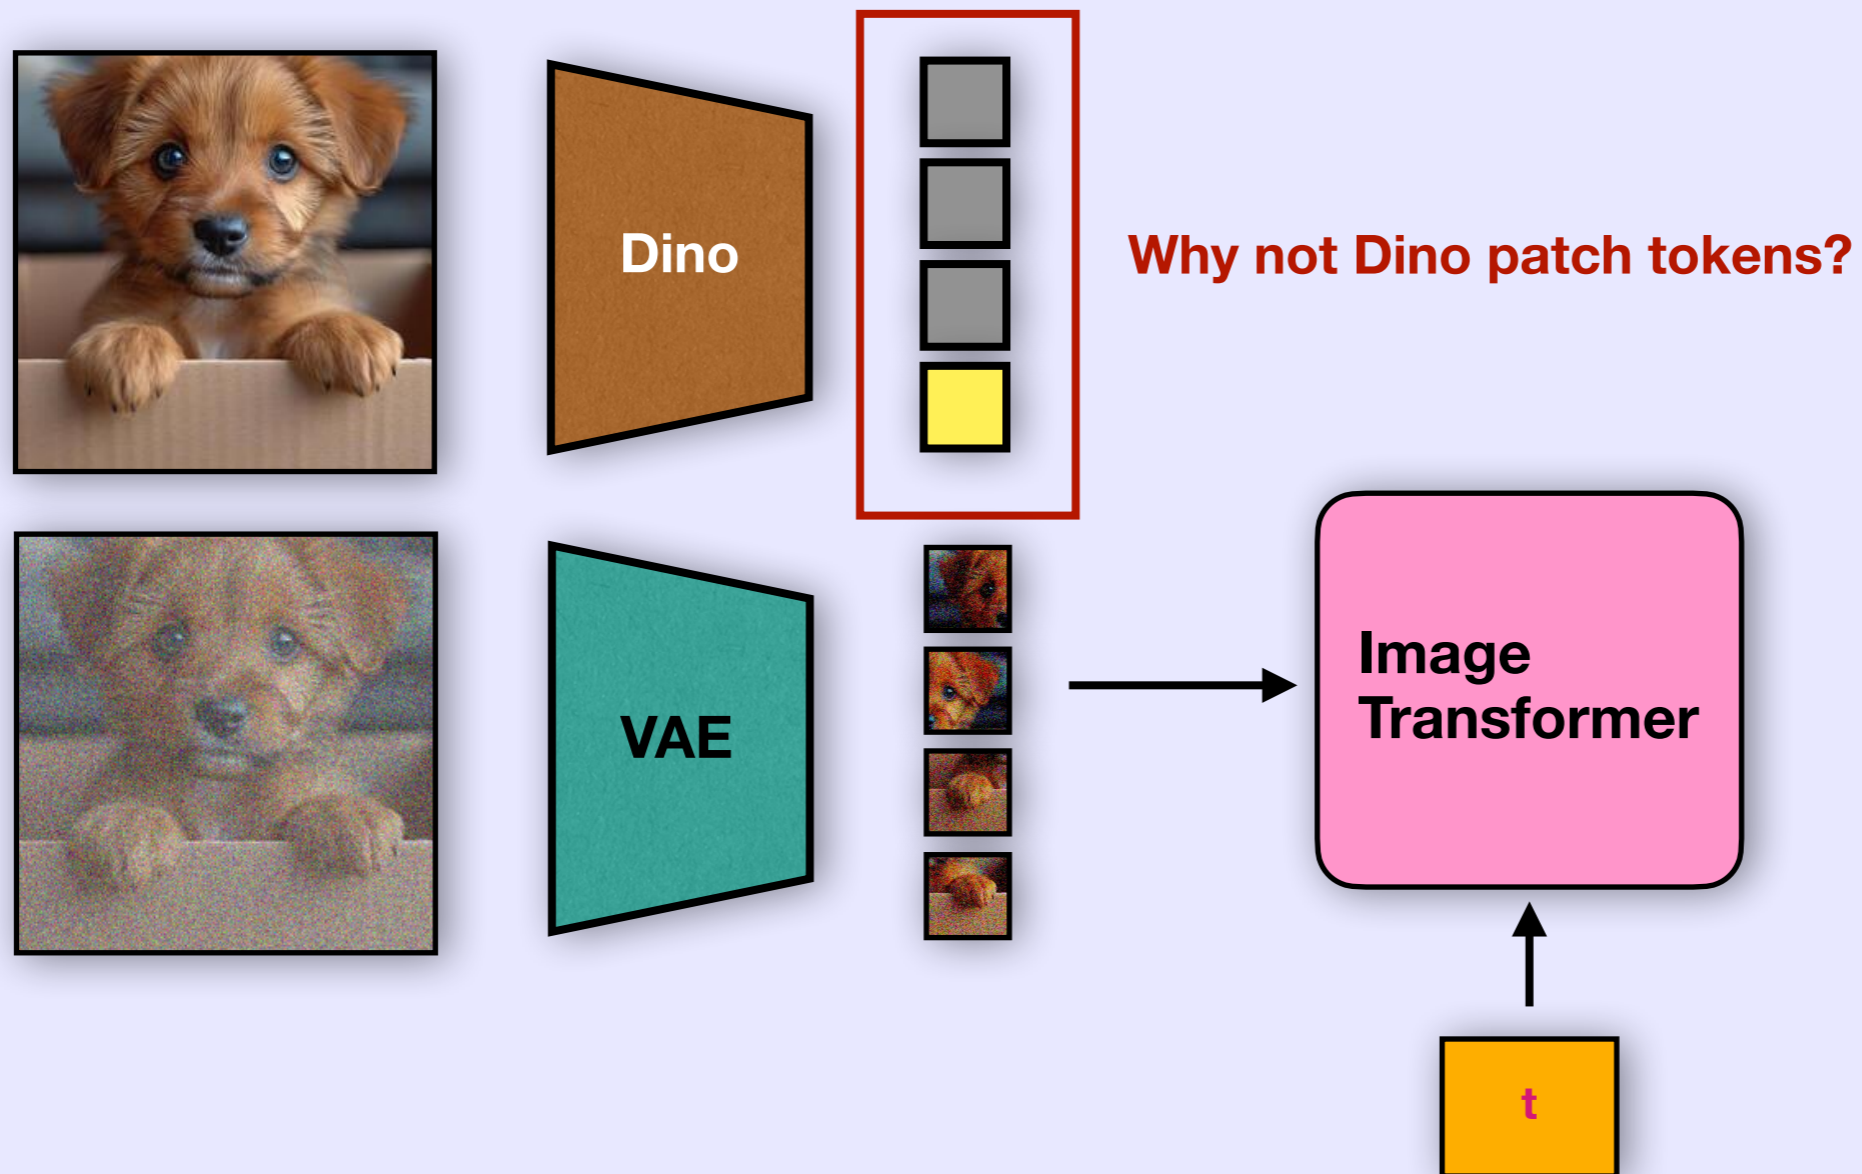 Dino
Why not Dino patch tokens?
VAE
Image
Transformer
t